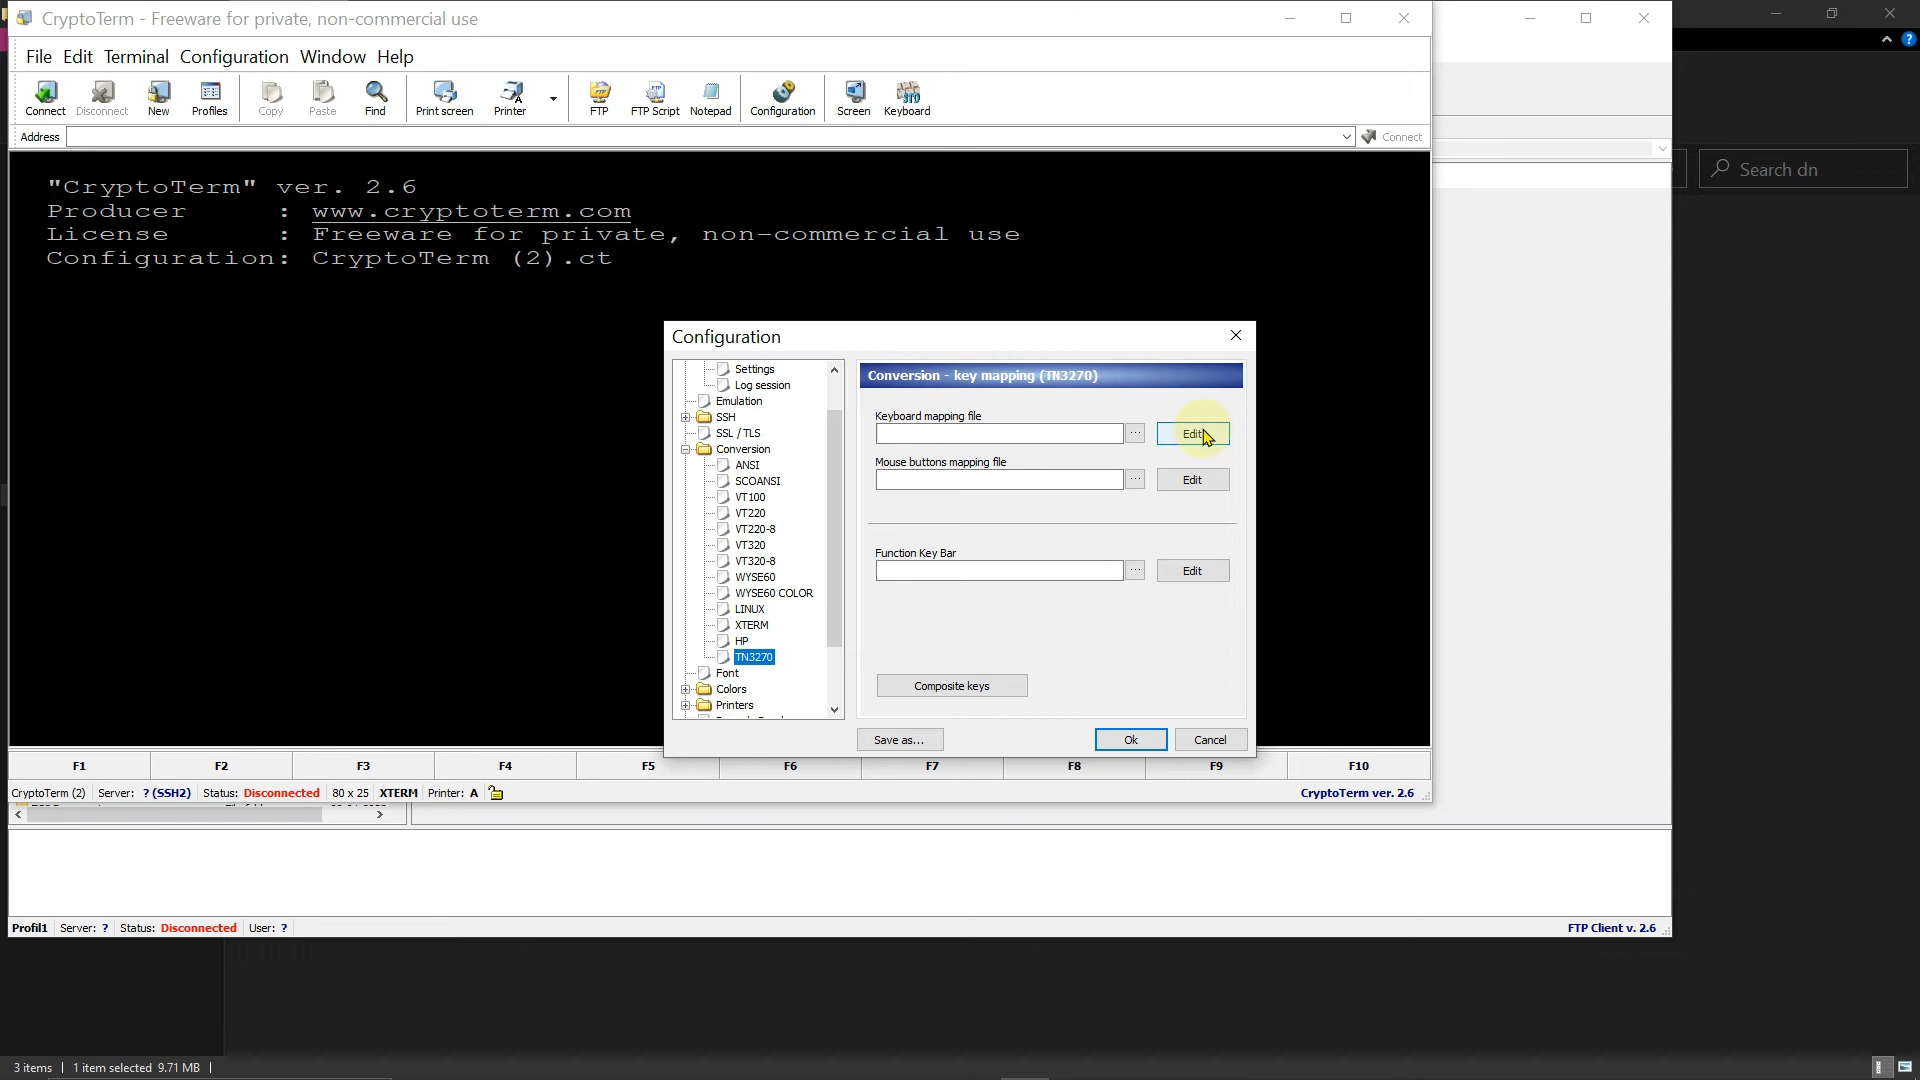 CryptoTerm - Freeware for private, non-commercial use
File Edit Terminal Configuration Window Help
Connect Disconnect New Profiles Copy Paste Find Print screen Printer FTP FTP Script Notepad Configuration Screen Keyboard
Address
Connect
Search dn
"CryptoTerm" ver. 2.6
Producer : www.cryptoterm.com
License : Freeware for private, non-commercial use
Configuration: CryptoTerm (2).ct
Configuration
Settings
Log session
Emulation
SSH
SSL / TLS
Conversion
ANSI
SCOANSI
VT100
VT220
VT220-8
VT320
VT320-8
WYSE60
WYSE60 COLOR
LINUX
XTERM
HP
TN3270
Font
Colors
Printers
Conversion - key mapping (TN3270)
Keyboard mapping file
... Edit
Mouse buttons mapping file
... Edit
Function Key Bar
... Edit
Composite keys
Save as... Ok Cancel
F1 F2 F3 F4 F5 F6 F7 F8 F9 F10
CryptoTerm (2) Server: ? (SSH2) Status: Disconnected 80 x 25 XTERM Printer: A CryptoTerm ver. 2.6
Profil1 Server: ? Status: Disconnected User: ? FTP Client v. 2.6
3 items 1 item selected 9.71 MB